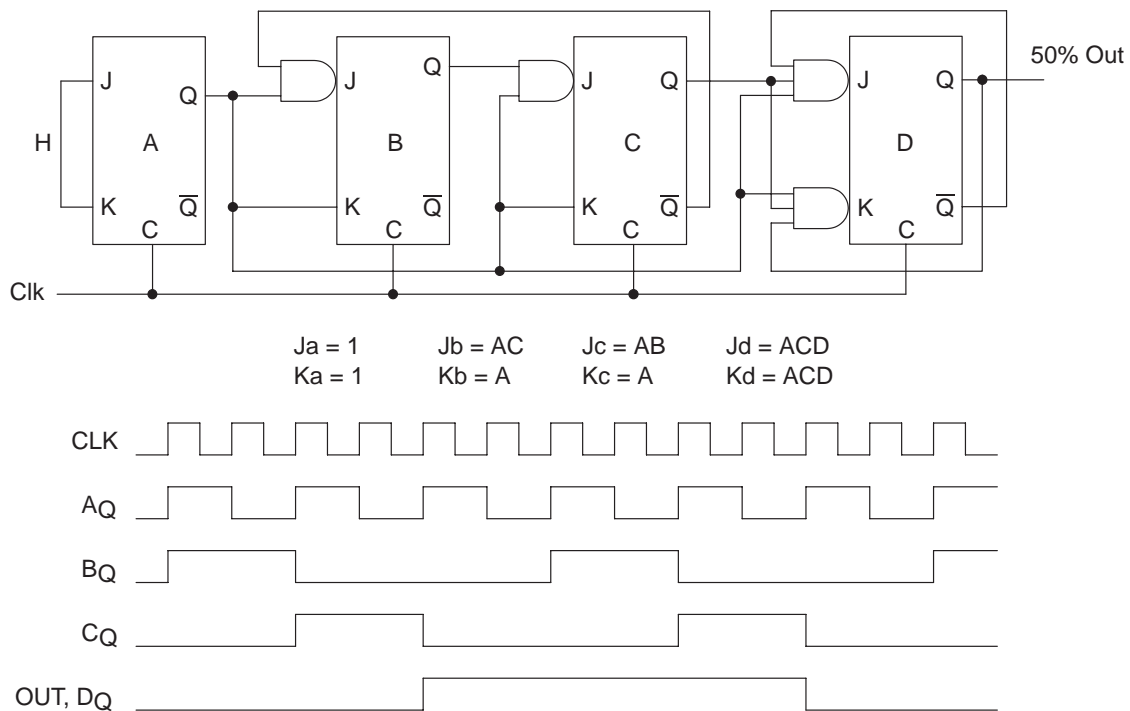 50% Out
J Q J Q J Q J Q
H A B C D
K Q̅ K Q̅ K Q̅ K Q̅
C C C C
Clk
Ja = 1 Jb = AC Jc = AB Jd = ACD
Ka = 1 Kb = A Kc = A Kd = ACD
CLK
AQ
BQ
CQ
OUT, DQ